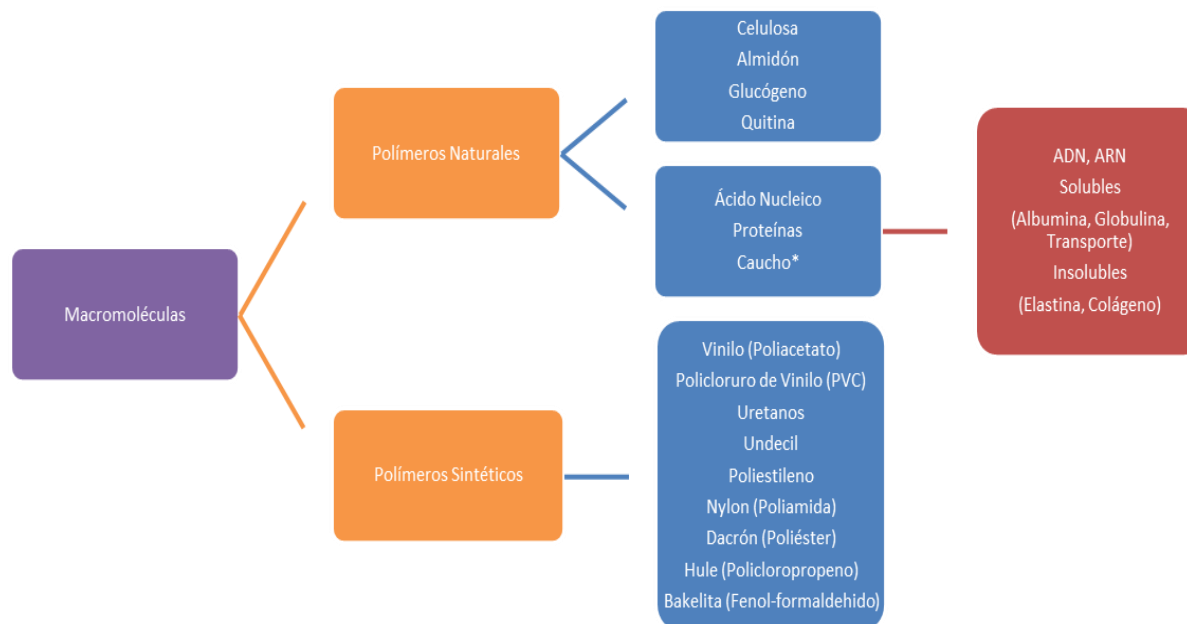 Macromoléculas
Polímeros Naturales
Celulosa
Almidón
Glucógeno
Quitina
Ácido Nucleico
Proteínas
Caucho*
ADN, ARN
Solubles
(Albumina, Globulina,
Transporte)
Insolubles
(Elastina, Colágeno)
Polímeros Sintéticos
Vinilo (Poliacetato)
Policloruro de Vinilo (PVC)
Uretanos
Undecil
Poliestileno
Nylon (Poliamida)
Dacrón (Poliéster)
Hule (Policloropropeno)
Bakelita (Fenol-formaldehido)